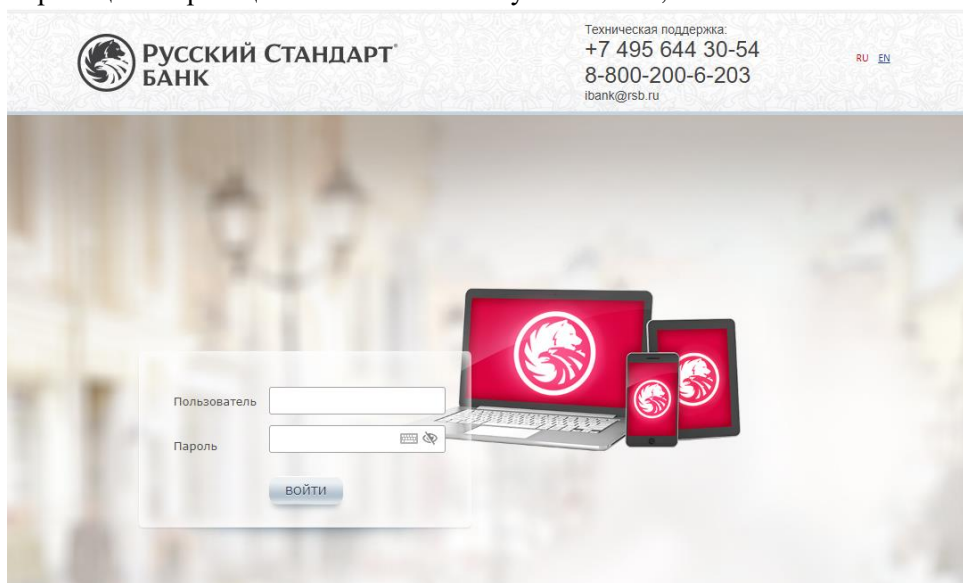 Техническая поддержка:
+7 495 644 30-54
8-800-200-6-203
ibank@rsb.ru
RU EN
Русский Стандарт
БАНК
Пользователь
Пароль
ВОЙТИ